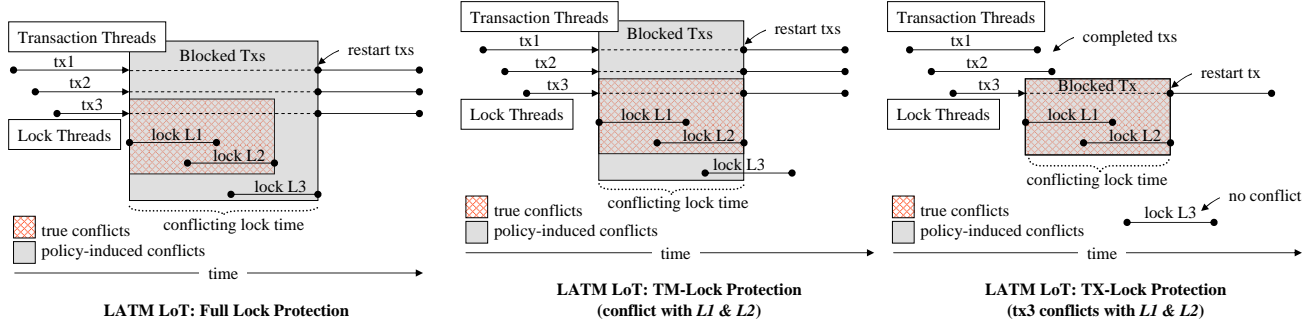 Transaction Threads
Blocked Txs
restart txs
tx1
tx2
tx3
Lock Threads
lock L1
lock L2
lock L3
conflicting lock time
true conflicts
policy-induced conflicts
time
LATM LoT: Full Lock Protection
Transaction Threads
Blocked Txs
restart txs
tx1
tx2
tx3
Lock Threads
lock L1
lock L2
lock L3
conflicting lock time
true conflicts
policy-induced conflicts
time
LATM LoT: TM-Lock Protection
(conflict with L1 & L2)
Transaction Threads
tx1
completed txs
tx2
restart tx
tx3
Blocked Tx
Lock Threads
lock L1
lock L2
conflicting lock time
no conflict
lock L3
true conflicts
policy-induced conflicts
time
LATM LoT: TX-Lock Protection
(tx3 conflicts with L1 & L2)